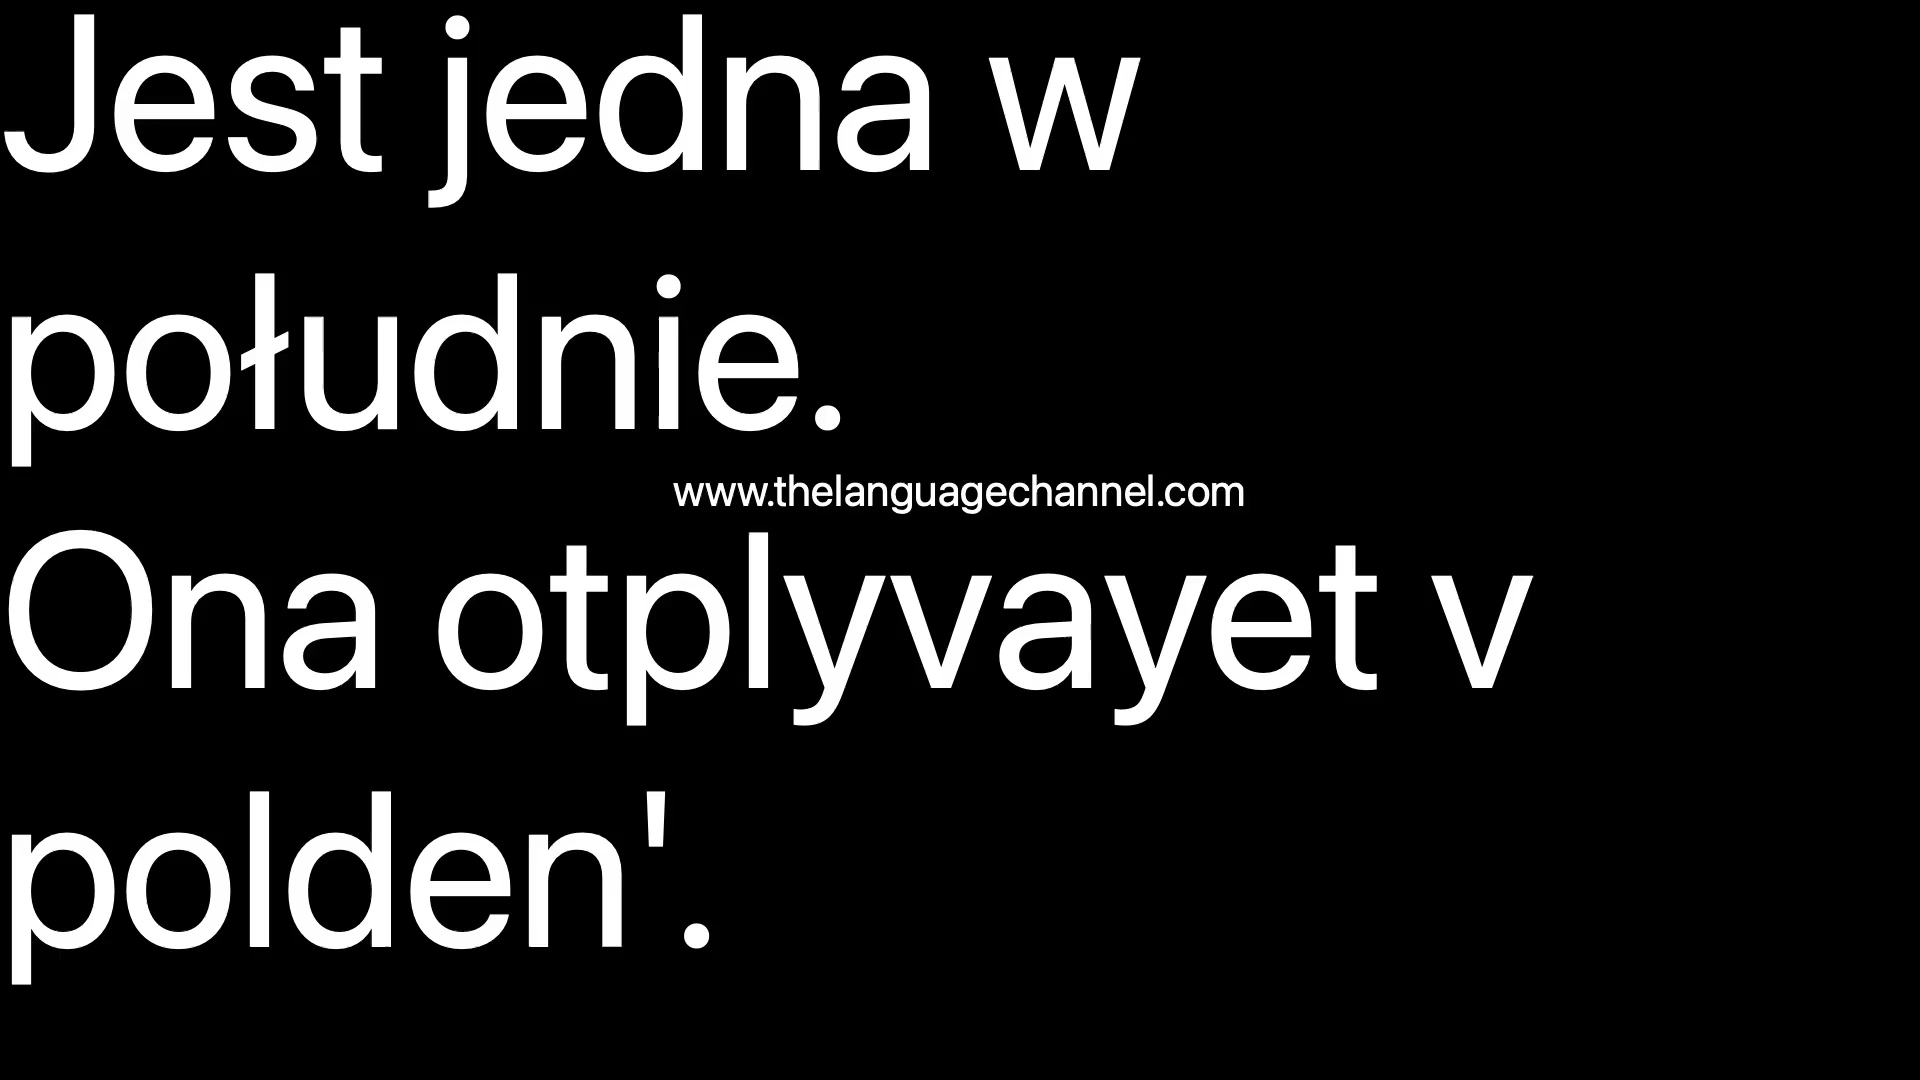 Jest jedna w
południe.
www.thelanguagechannel.com
Ona otplyvayet v
polden'.